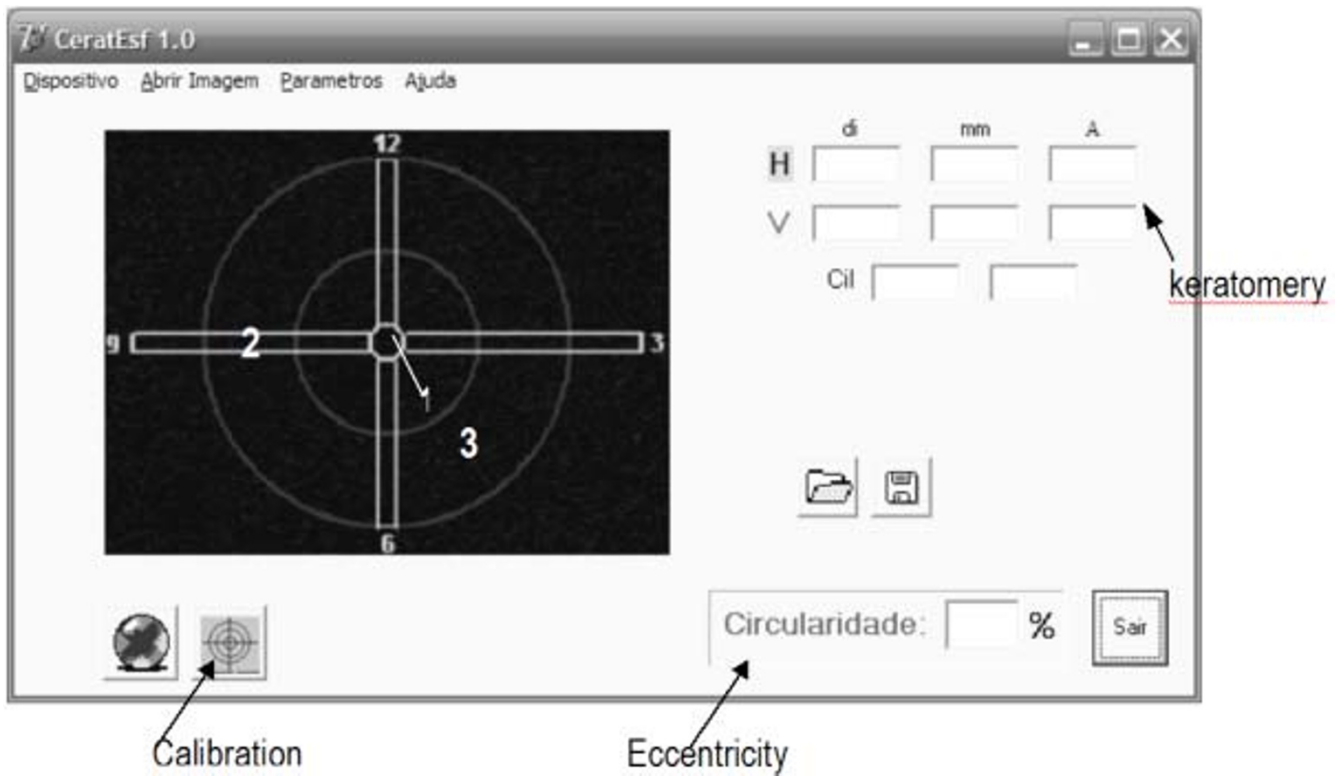 CeratEsf 1.0
Dispositivo Abrir Imagem Parametros Ajuda
di mm A
H
V
Cil
keratomery
12
9 2 3
1
3
6
Circularidade: %
Sair
Calibration
Eccentricity